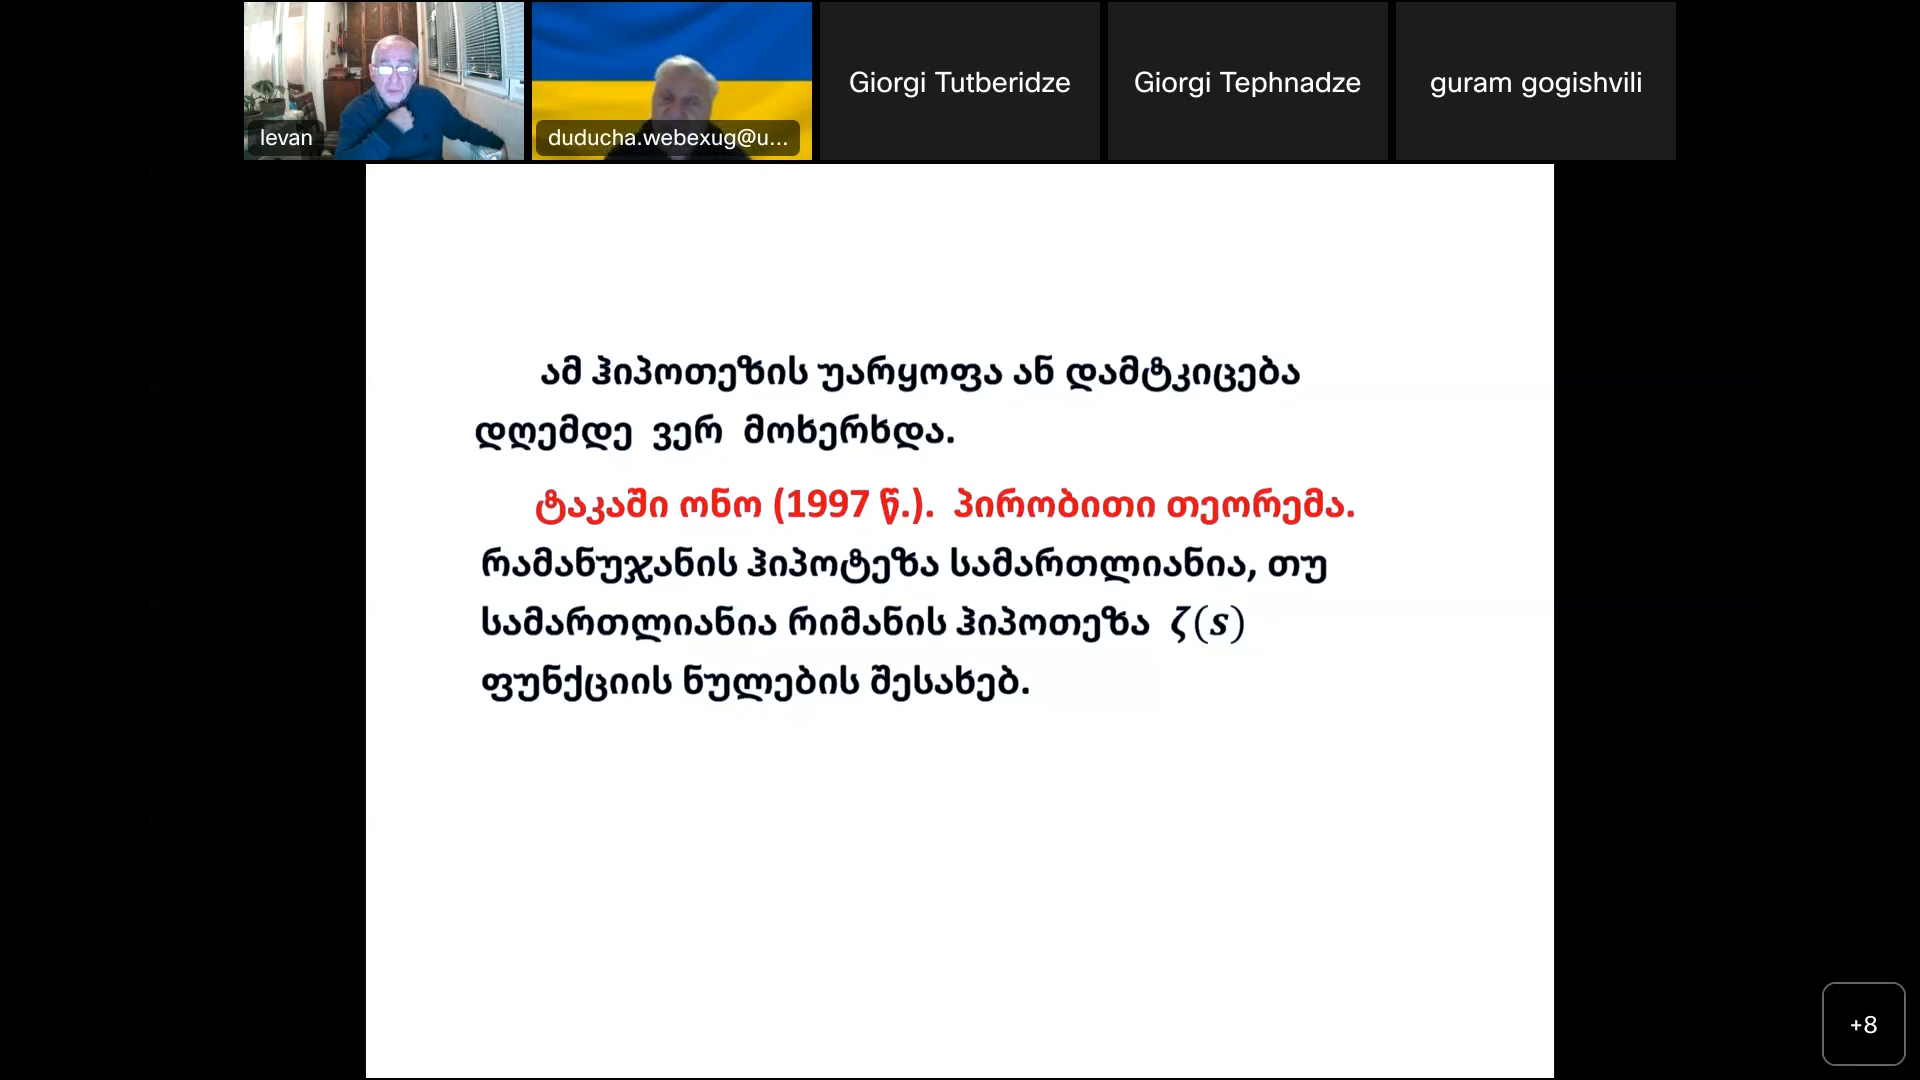 levan
duducha.webexug@u...
Giorgi Tutberidze
Giorgi Tephnadze
guram gogishvili
ამ ჰიპოთეზის უარყოფა ან დამტკიცება
დღემდე ვერ მოხერხდა.
ტაკაში ონო (1997 წ.). პირობითი თეორემა.
რამანუჯანის ჰიპოტეზა სამართლიანია, თუ
სამართლიანია რიმანის ჰიპოთეზა ζ(s)
ფუნქციის ნულების შესახებ.
+8